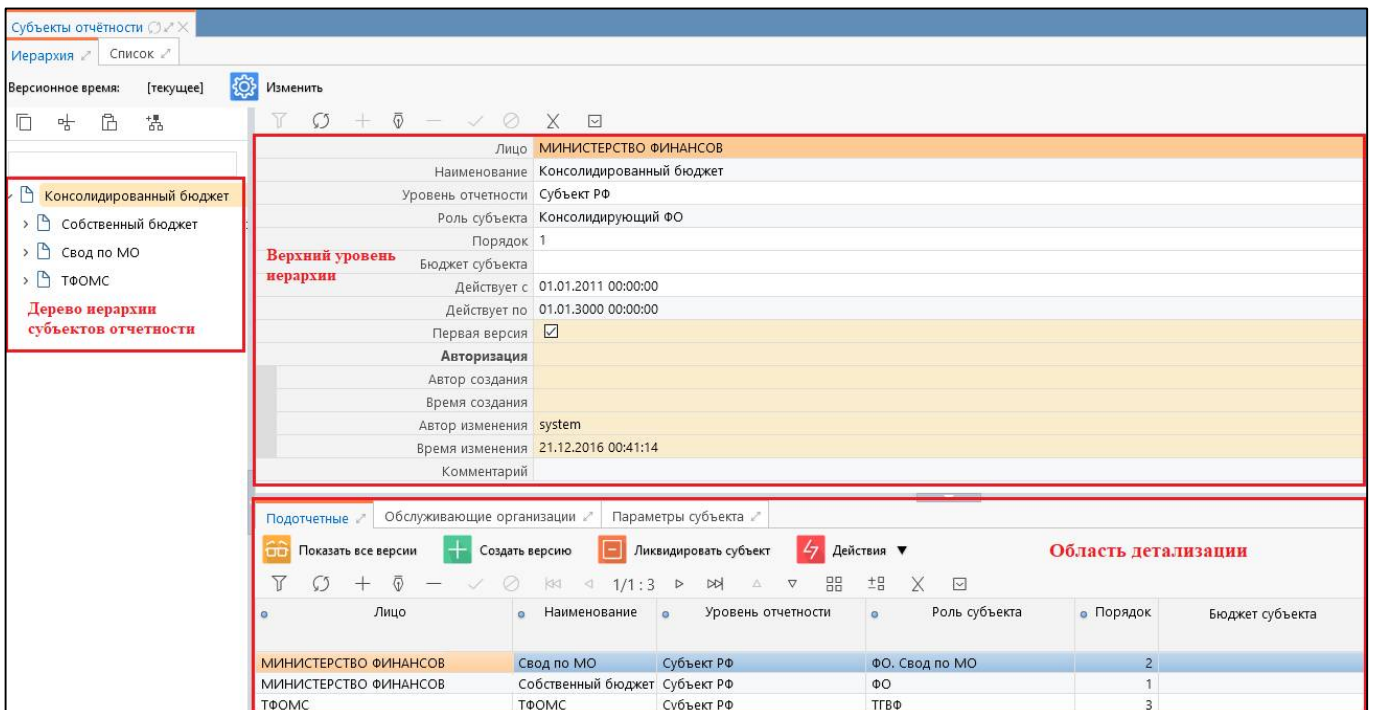 Субъекты отчётности
Иерархия Список
Версионное время: [текущее] Изменить
Лицо МИНИСТЕРСТВО ФИНАНСОВ
Наименование Консолидированный бюджет
Уровень отчетности Субъект РФ
Роль субъекта Консолидирующий ФО
Порядок 1
Бюджет субъекта
Действует с 01.01.2011 00:00:00
Действует по 01.01.3000 00:00:00
Первая версия
Авторизация
Автор создания
Время создания
Автор изменения system
Время изменения 21.12.2016 00:41:14
Комментарий
Верхний уровень
иерархии
Консолидированный бюджет
Собственный бюджет
Свод по МО
ТФОМС
Дерево иерархии
субъектов отчетности
Подотчетные Обслуживающие организации Параметры субъекта
Показать все версии Создать версию Ликвидировать субъект Действия ▼
Область детализации
1/1 : 3
Лицо Наименование Уровень отчетности Роль субъекта Порядок Бюджет субъекта
МИНИСТЕРСТВО ФИНАНСОВ Свод по МО Субъект РФ ФО. Свод по МО 2
МИНИСТЕРСТВО ФИНАНСОВ Собственный бюджет Субъект РФ ФО 1
ТФОМС ТФОМС Субъект РФ ТГВФ 3